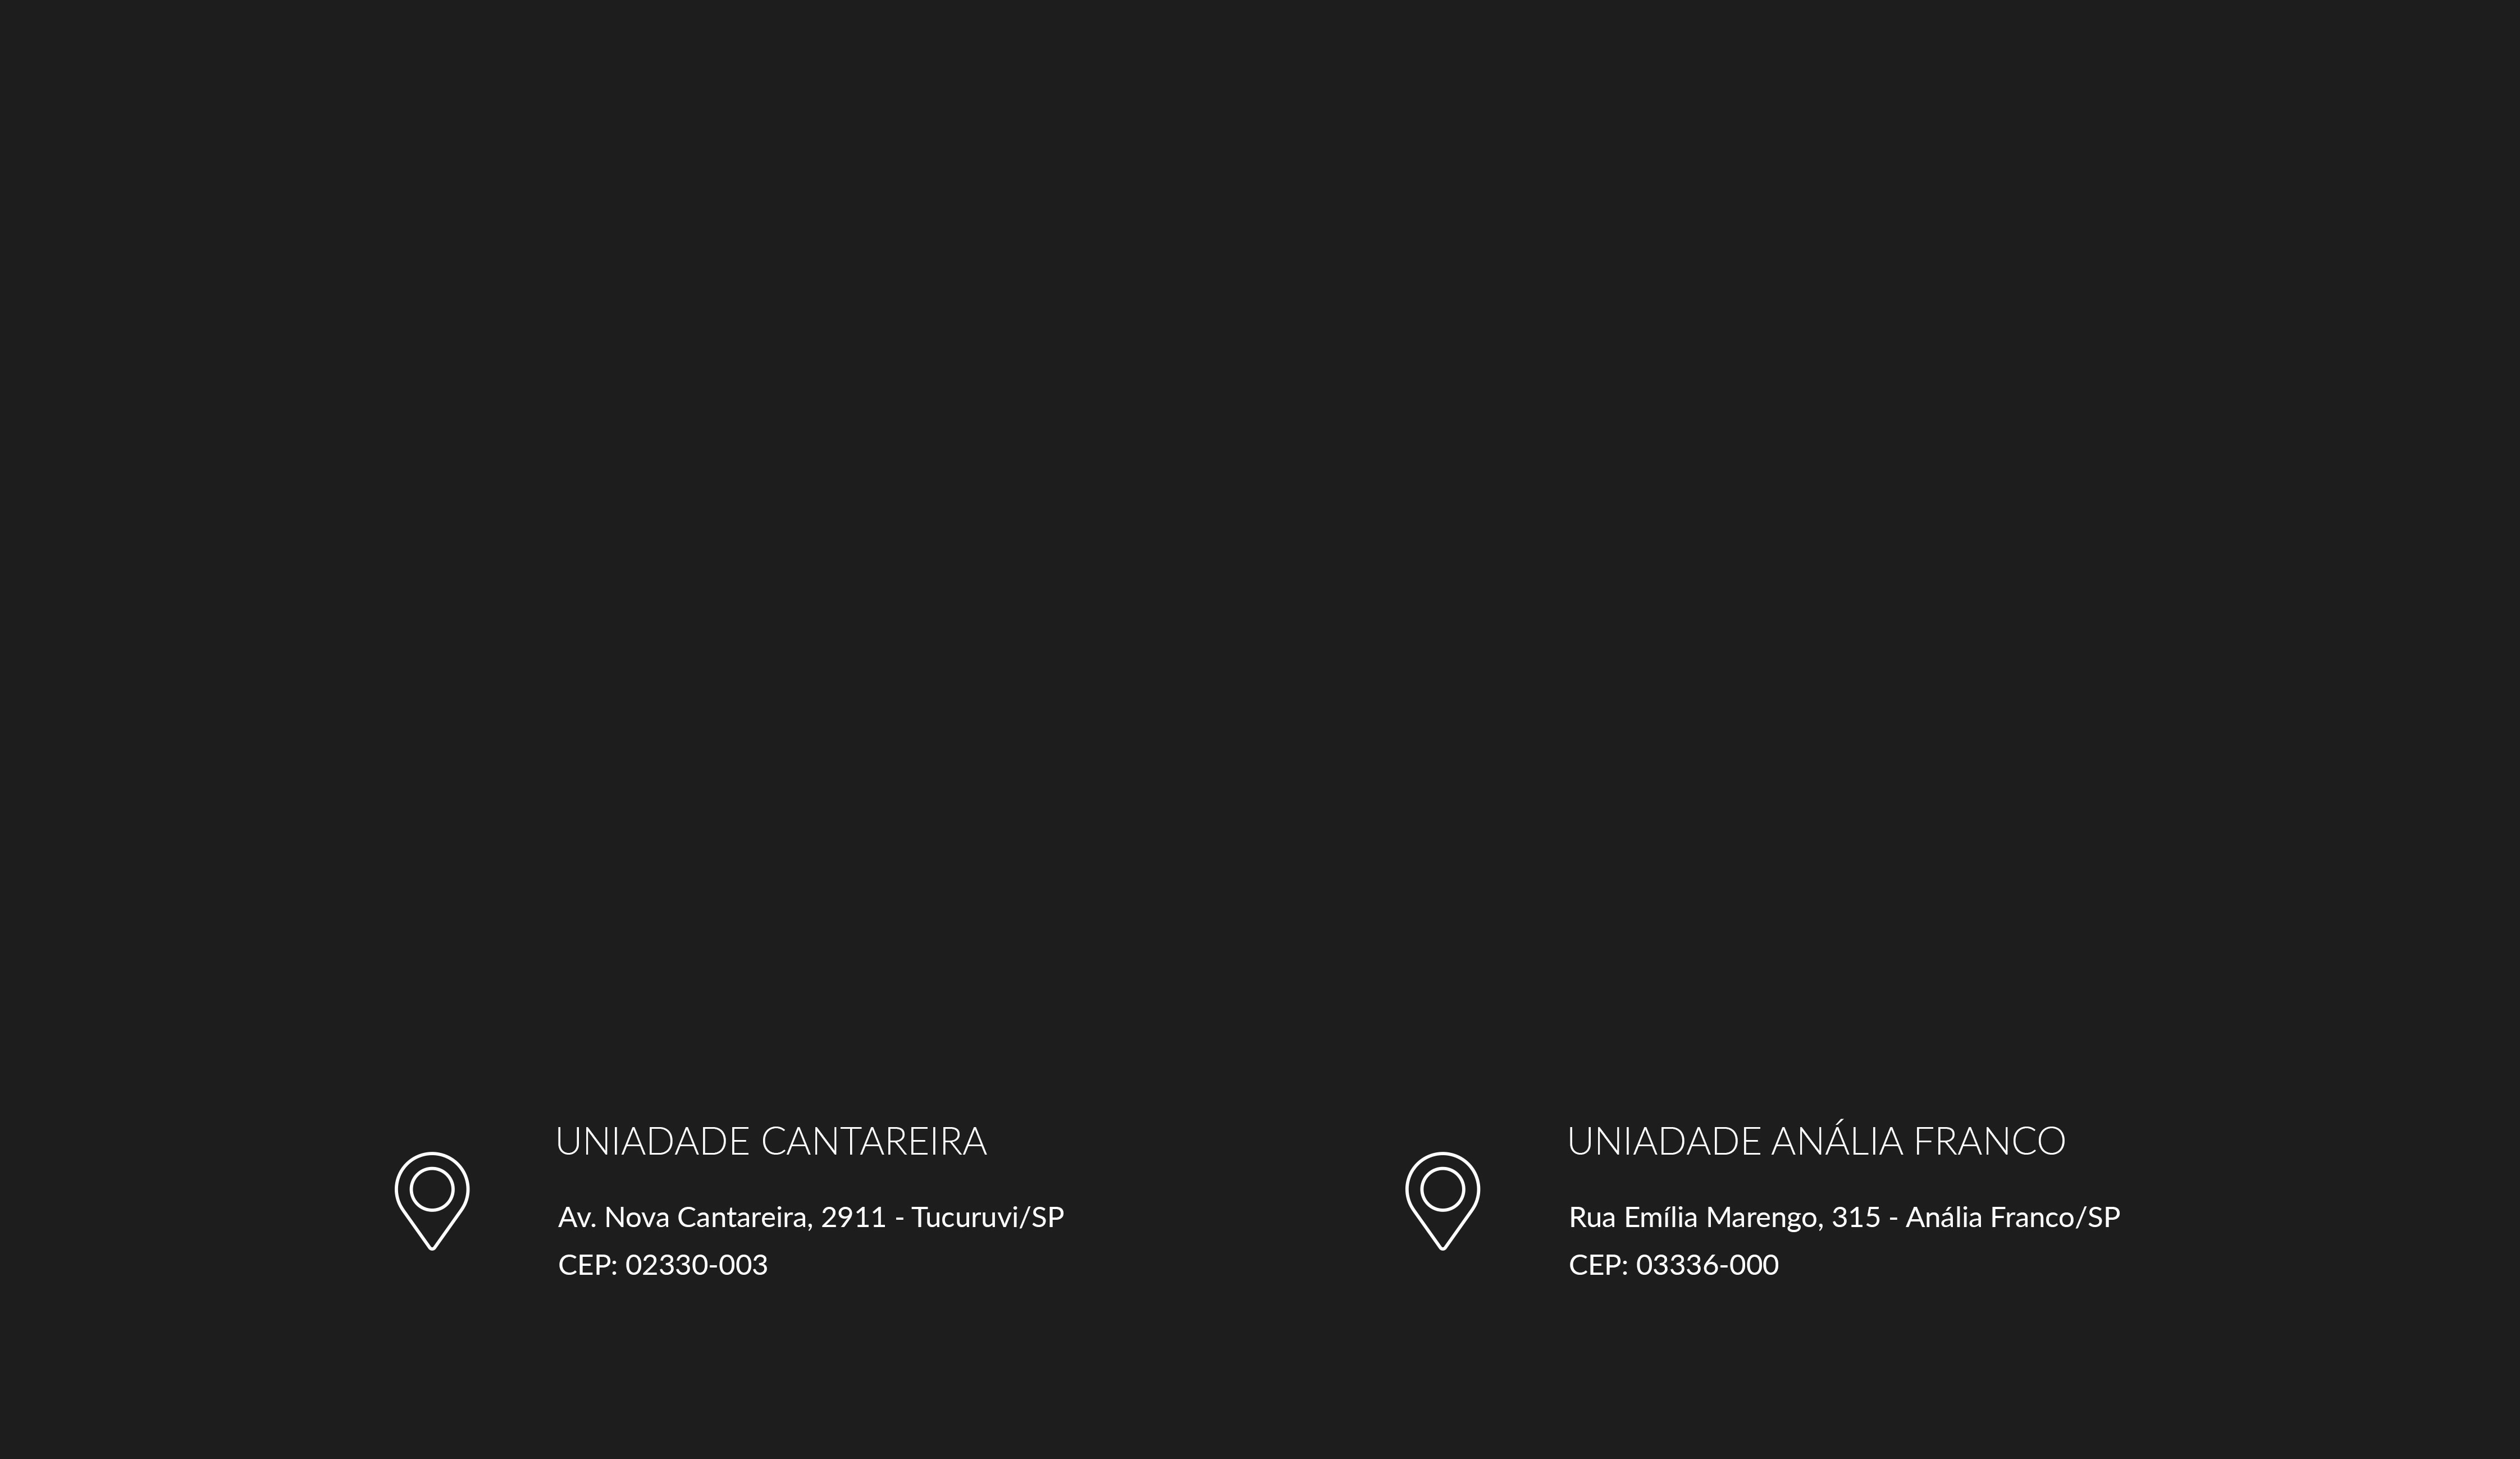 UNIADADE CANTAREIRA
Av. Nova Cantareira, 2911 - Tucuruvi/SP
CEP: 02330-003
UNIADADE ANÁLIA FRANCO
Rua Emília Marengo, 315 - Anália Franco/SP
CEP: 03336-000